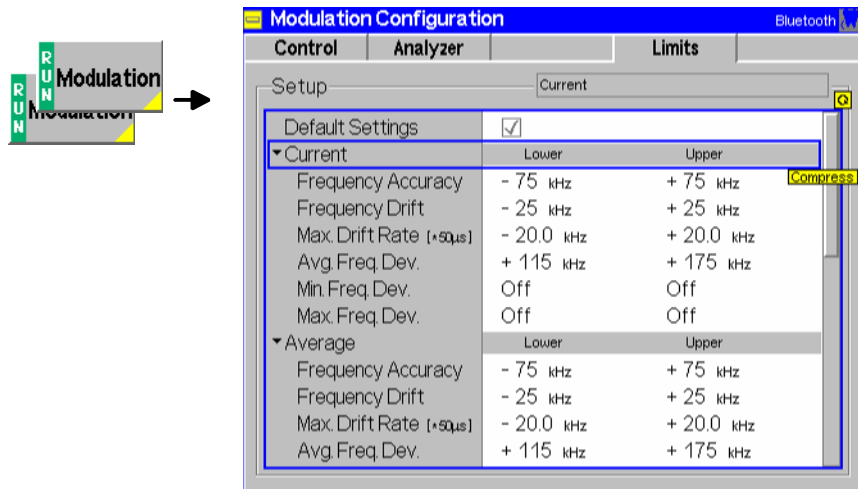 RUN Modulation
RUN Modulation
Modulation Configuration Bluetooth
Control Analyzer Limits
Setup Current
Default Settings
Current Lower Upper
Compress
Frequency Accuracy - 75 kHz + 75 kHz
Frequency Drift - 25 kHz + 25 kHz
Max. Drift Rate [*50µs] - 20.0 kHz + 20.0 kHz
Avg. Freq. Dev. + 115 kHz + 175 kHz
Min. Freq. Dev. Off Off
Max. Freq. Dev. Off Off
Average Lower Upper
Frequency Accuracy - 75 kHz + 75 kHz
Frequency Drift - 25 kHz + 25 kHz
Max. Drift Rate [*50µs] - 20.0 kHz + 20.0 kHz
Avg. Freq. Dev. + 115 kHz + 175 kHz